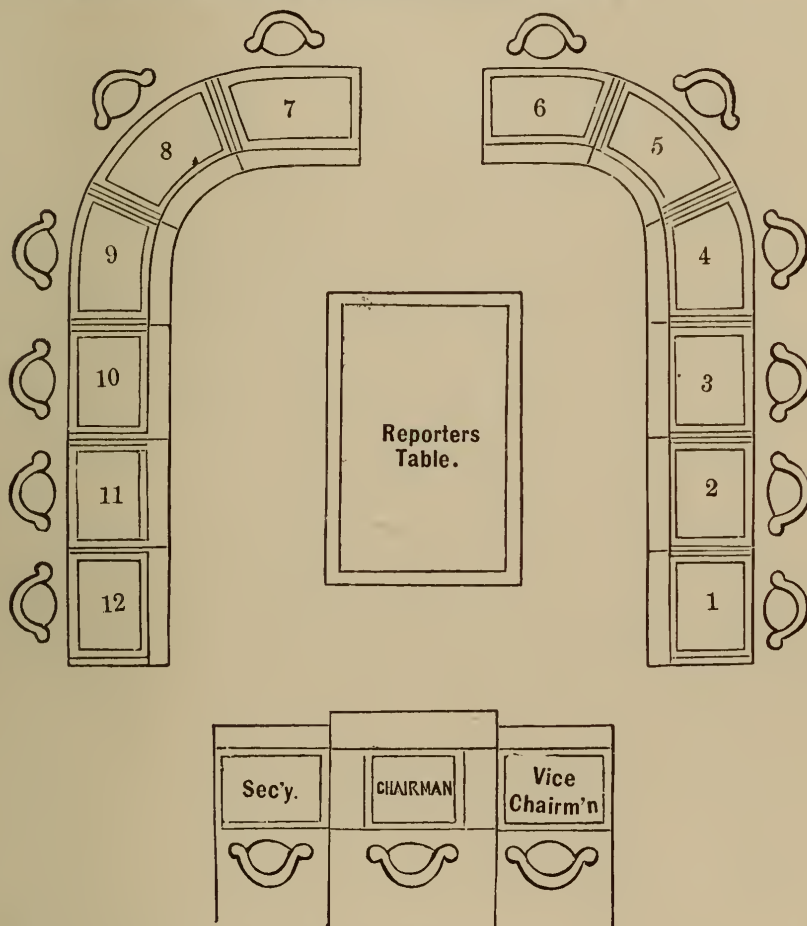 7
6
8
5
9
4
10
3
Reporters
Table.
11
2
12
1
Sec'y.
CHAIRMAN
Vice
Chairm'n